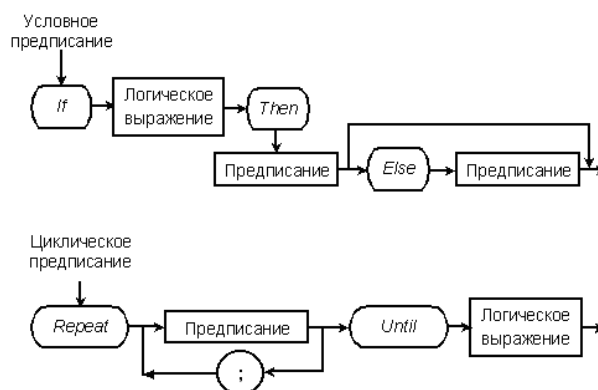 Условное
предписание
If
Логическое
выражение
Then
Предписание
Else
Предписание
Циклическое
предписание
Repeat
Предписание
;
Until
Логическое
выражение